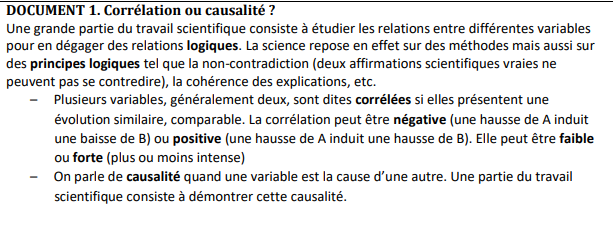 DOCUMENT 1. Corrélation ou causalité ?
Une grande partie du travail scientifique consiste à étudier les relations entre différentes variables
pour en dégager des relations logiques. La science repose en effet sur des méthodes mais aussi sur
des principes logiques tel que la non-contradiction (deux affirmations scientifiques vraies ne
peuvent pas se contredire), la cohérence des explications, etc.
– Plusieurs variables, généralement deux, sont dites corrélées si elles présentent une
évolution similaire, comparable. La corrélation peut être négative (une hausse de A induit
une baisse de B) ou positive (une hausse de A induit une hausse de B). Elle peut être faible
ou forte (plus ou moins intense)
– On parle de causalité quand une variable est la cause d'une autre. Une partie du travail
scientifique consiste à démontrer cette causalité.